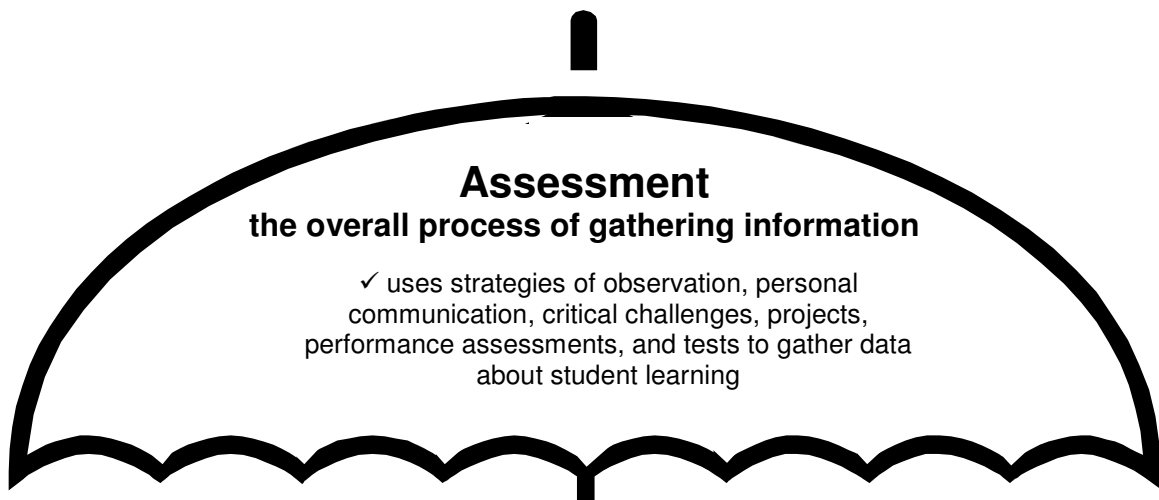 Assessment
the overall process of gathering information
✓ uses strategies of observation, personal
communication, critical challenges, projects,
performance assessments, and tests to gather data
about student learning